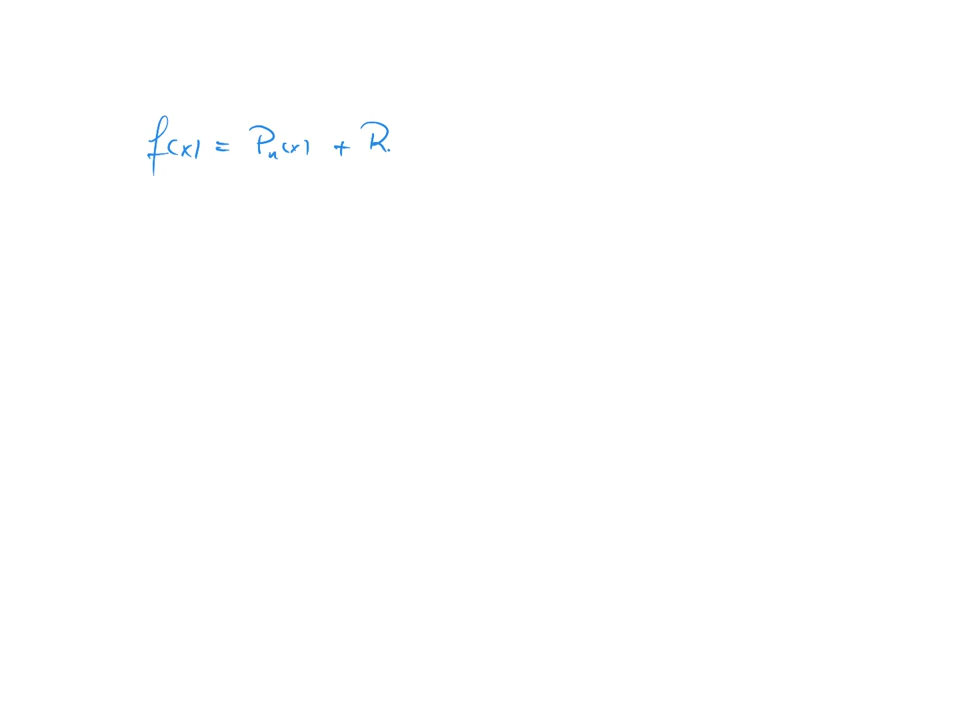 f(x) = Pₙ(x) + R.